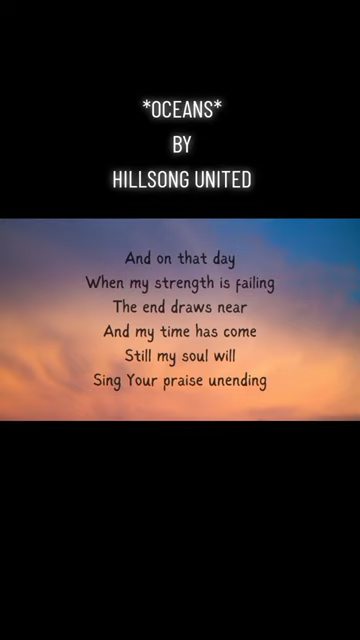 *OCEANS*
BY
HILLSONG UNITED
And on that day
When my strength is failing
The end draws near
And my time has come
Still my soul will
Sing Your praise unending